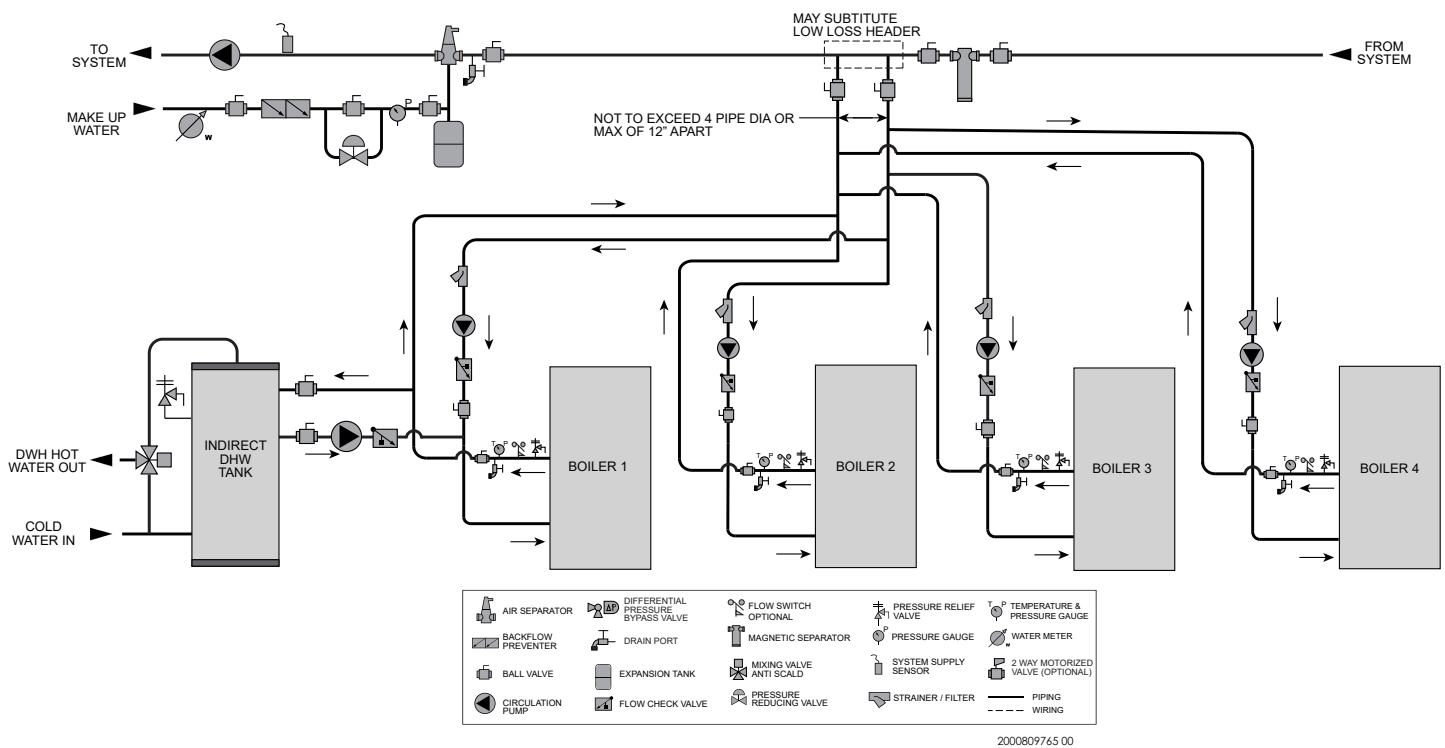 MAY SUBTITUTE
LOW LOSS HEADER
TO
SYSTEM
FROM
SYSTEM
MAKE UP
WATER
W
P
NOT TO EXCEED 4 PIPE DIA OR
MAX OF 12" APART
INDIRECT
DHW
TANK
DWH HOT
WATER OUT
COLD
WATER IN
T P
BOILER 1
T P
BOILER 2
T P
BOILER 3
T P
BOILER 4
AIR SEPARATOR
BACKFLOW
PREVENTER
BALL VALVE
CIRCULATION
PUMP
ΔP
DIFFERENTIAL
PRESSURE
BYPASS VALVE
DRAIN PORT
EXPANSION TANK
FLOW CHECK VALVE
FLOW SWITCH
OPTIONAL
MAGNETIC SEPARATOR
MIXING VALVE
ANTI SCALD
PRESSURE
REDUCING VALVE
PRESSURE RELIEF
VALVE
P
PRESSURE GAUGE
SYSTEM SUPPLY
SENSOR
STRAINER / FILTER
T P
TEMPERATURE &
PRESSURE GAUGE
W
WATER METER
2 WAY MOTORIZED
VALVE (OPTIONAL)
PIPING
WIRING
2000809765 00